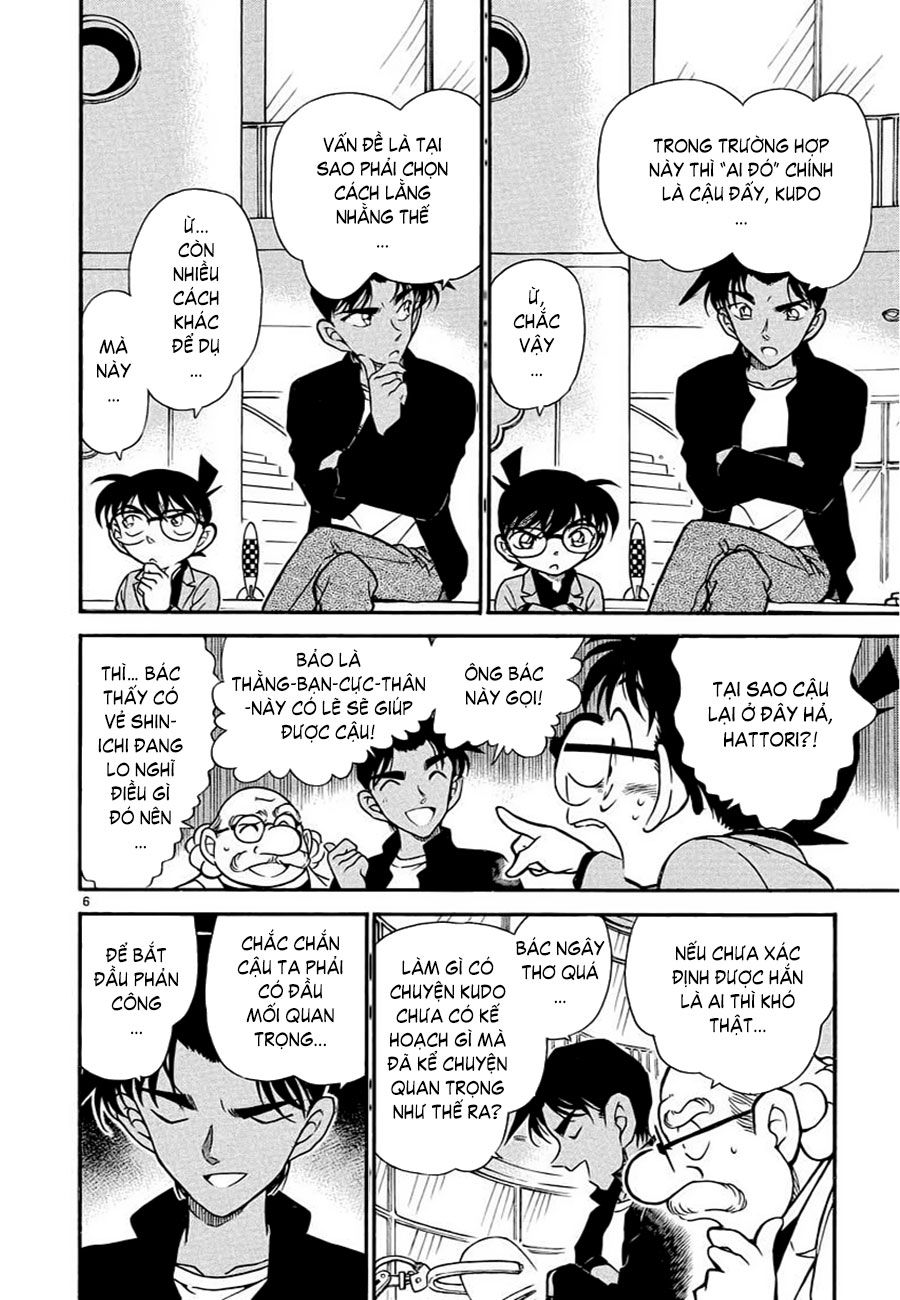 TRONG TRƯỜNG HỢP
NÀY THÌ “AI ĐÓ” CHÍNH
LÀ CẬU ĐẤY, KUDO
...
Ừ,
CHẮC
VẬY
...
VẤN ĐỀ LÀ TẠI
SAO PHẢI CHỌN
CÁCH LẰNG
NHẰNG THẾ
...
Ừ...
CÒN
NHIỀU
CÁCH
KHÁC
ĐỂ DỤ
...
MÀ
NÀY
...
TẠI SAO CẬU
LẠI Ở ĐÂY HẢ,
HATTORI?!
ÔNG BÁC
NÀY GỌI!
BẢO LÀ
THẰNG-BẠN-CỰC-THÂN
-NÀY CÓ LẼ SẼ GIÚP
ĐƯỢC CẬU!
THÌ... BÁC
THẤY CÓ
VẺ SHIN-
ICHI ĐANG
LO NGHĨ
ĐIỀU GÌ
ĐÓ NÊN
...
6
NẾU CHƯA XÁC
ĐỊNH ĐƯỢC HẮN
LÀ AI THÌ KHÓ
THẬT...
BÁC NGÂY
THƠ QUÁ
...
LÀM GÌ CÓ
CHUYỆN KUDO
CHƯA CÓ KẾ
HOẠCH GÌ MÀ
ĐÃ KỂ CHUYỆN
QUAN TRỌNG
NHƯ THẾ RA?
CHẮC CHẮN
CẬU TA PHẢI
CÓ ĐẦU
MỐI QUAN
TRỌNG...
ĐỂ BẮT
ĐẦU PHẢN
CÔNG
...